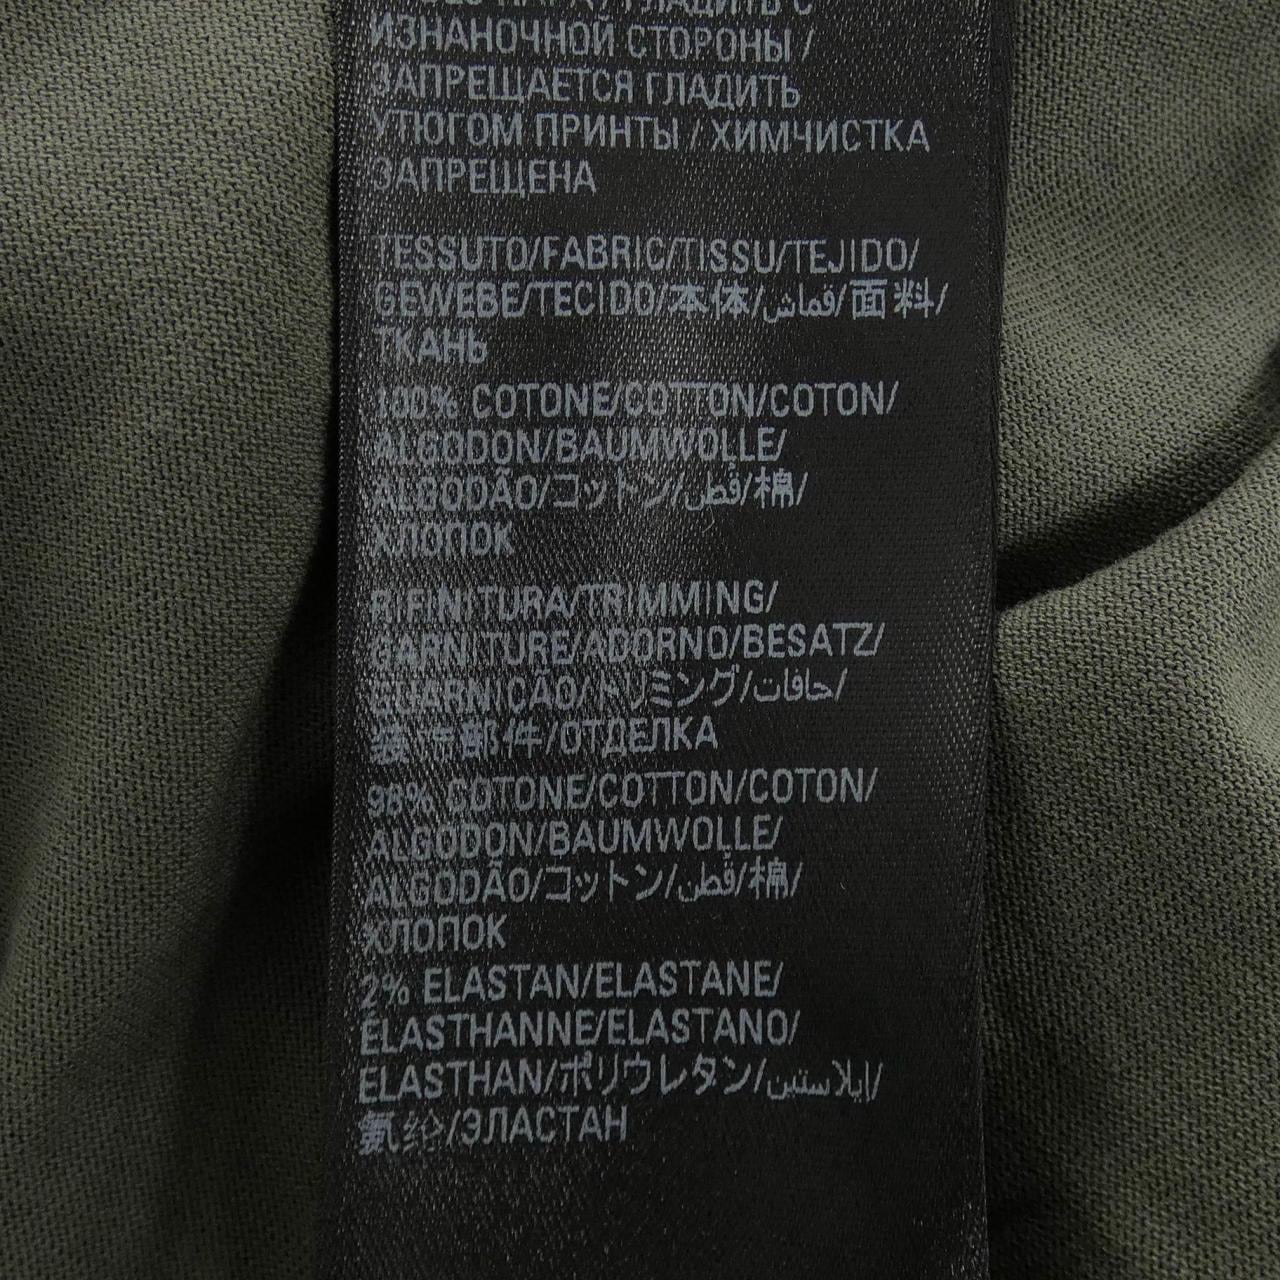 ГЛАДИТЬ С
ИЗНАНОЧНОЙ СТОРОНЫ /
ЗАПРЕЩАЕТСЯ ГЛАДИТЬ
УТЮГОМ ПРИНТЫ / ХИМЧИСТКА
ЗАПРЕЩЕНА
TESSUTO/FABRIC/TISSU/TEJIDO/
GEWEBE/TECIDO/本体/قماش/面料/
ТКАНЬ
100% COTONE/COTTON/COTON/
ALGODON/BAUMWOLLE/
ALGODÃO/コットン/قطن/棉/
ХЛОПОК
RIFINITURA/TRIMMING/
GARNITURE/ADORNO/BESATZ/
GUARNICÃO/トリミング/حافات/
装饰部件/ОТДЕЛКА
98% COTONE/COTTON/COTON/
ALGODON/BAUMWOLLE/
ALGODÃO/コットン/قطن/棉/
ХЛОПОК
2% ELASTAN/ELASTANE/
ÉLASTHANNE/ELASTANO/
ELASTHAN/ポリウレタン/إيلاستين/
氨纶/ЭЛАСТАН